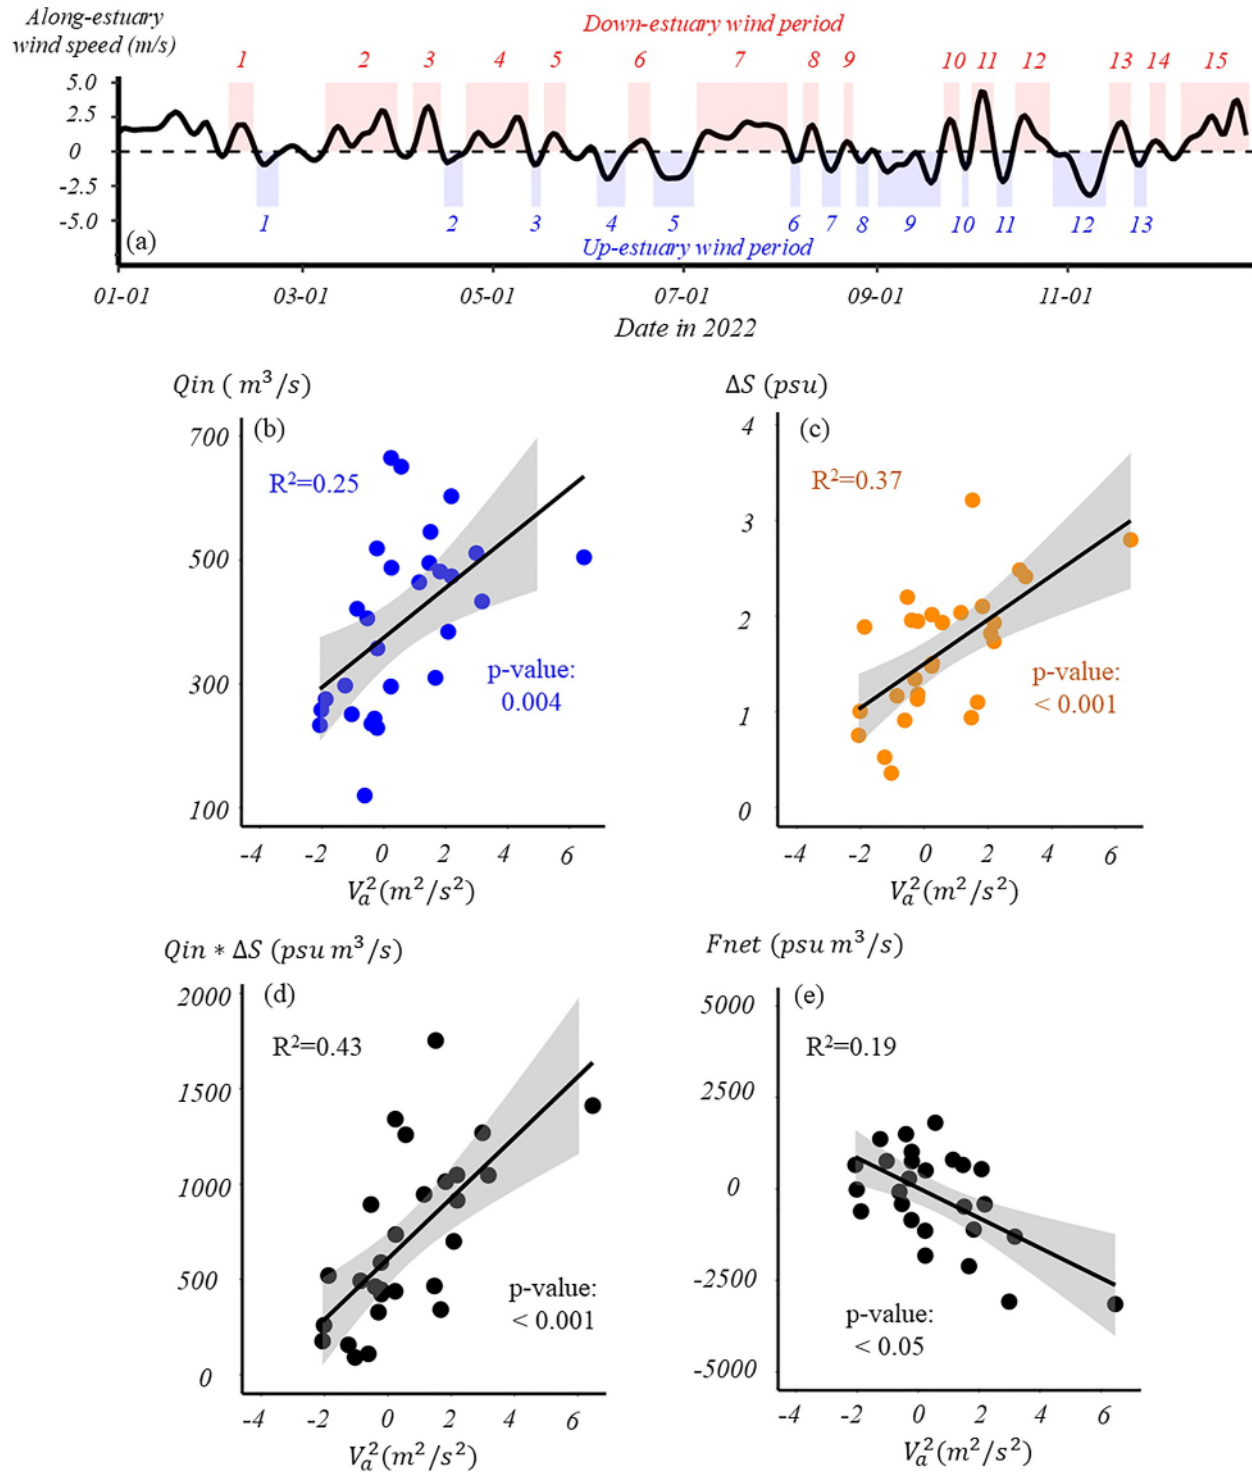 Along-estuary
wind speed (m/s)
Down-estuary wind period
1 2 3 4 5 6 7 8 9 10 11 12 13 14 15
5.0
2.5
0
-2.5
-5.0
1 2 3 4 5 6 7 8 9 10 11 12 13
(a)
Up-estuary wind period
01-01 03-01 05-01 07-01 09-01 11-01
Date in 2022
Qin ( m³/s)
(b)
700
R²=0.25
500
300
p-value:
0.004
100
-4 -2 0 2 4 6
Vₐ²(m²/s²)
ΔS (psu)
4
(c)
R²=0.37
3
2
p-value:
< 0.001
1
0
-4 -2 0 2 4 6
Vₐ²(m²/s²)
Qin * ΔS (psu m³/s)
2000
(d)
R²=0.43
1500
1000
500
p-value:
< 0.001
0
-4 -2 0 2 4 6
Vₐ²(m²/s²)
Fnet (psu m³/s)
5000
(e)
R²=0.19
2500
0
-2500
p-value:
< 0.05
-5000
-4 -2 0 2 4 6
Vₐ²(m²/s²)